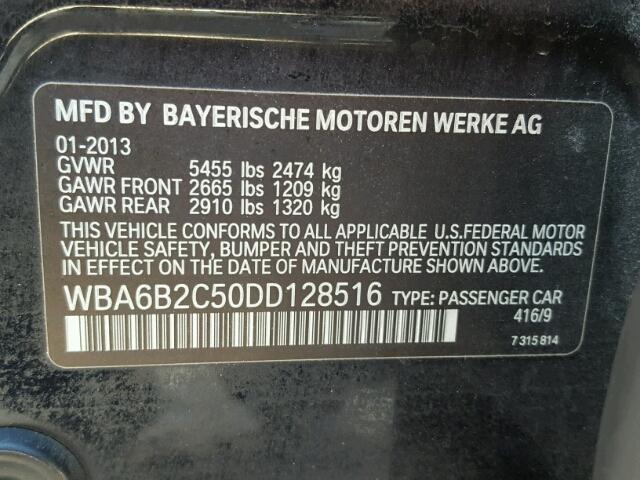 MFD BY BAYERISCHE MOTOREN WERKE AG
01-2013
GVWR 5455 lbs 2474 kg
GAWR FRONT 2665 lbs 1209 kg
GAWR REAR 2910 lbs 1320 kg
THIS VEHICLE CONFORMS TO ALL APPLICABLE U.S.FEDERAL MOTOR
VEHICLE SAFETY, BUMPER AND THEFT PREVENTION STANDARDS
IN EFFECT ON THE DATE OF MANUFACTURE SHOWN ABOVE.
WBA6B2C50DD128516 TYPE: PASSENGER CAR
416/9
7 315 814